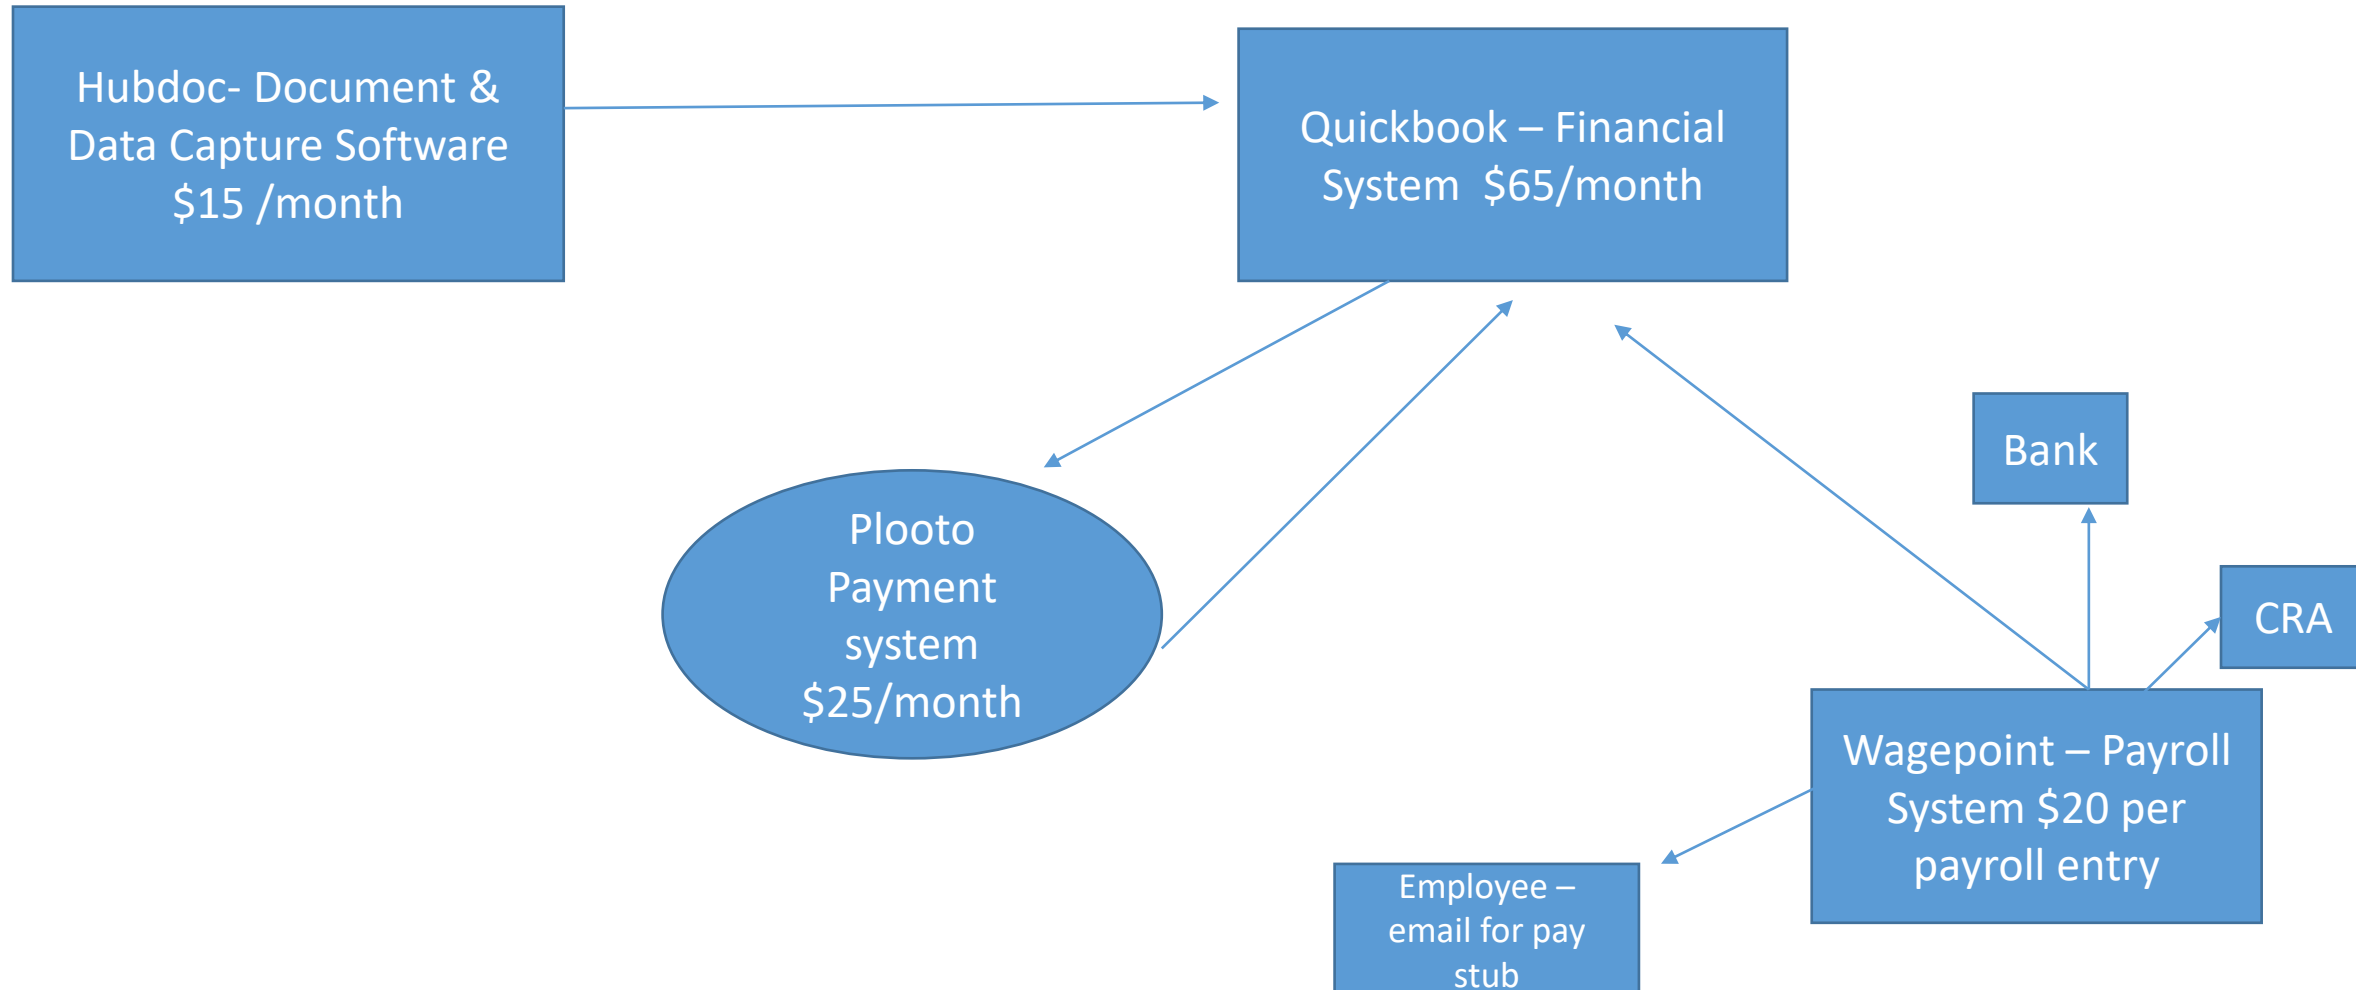 Hubdoc- Document &
Data Capture Software
$15 /month
Quickbook – Financial
System  $65/month
Plooto
Payment
system
$25/month
Bank
CRA
Wagepoint – Payroll
System $20 per
payroll entry
Employee –
email for pay
stub